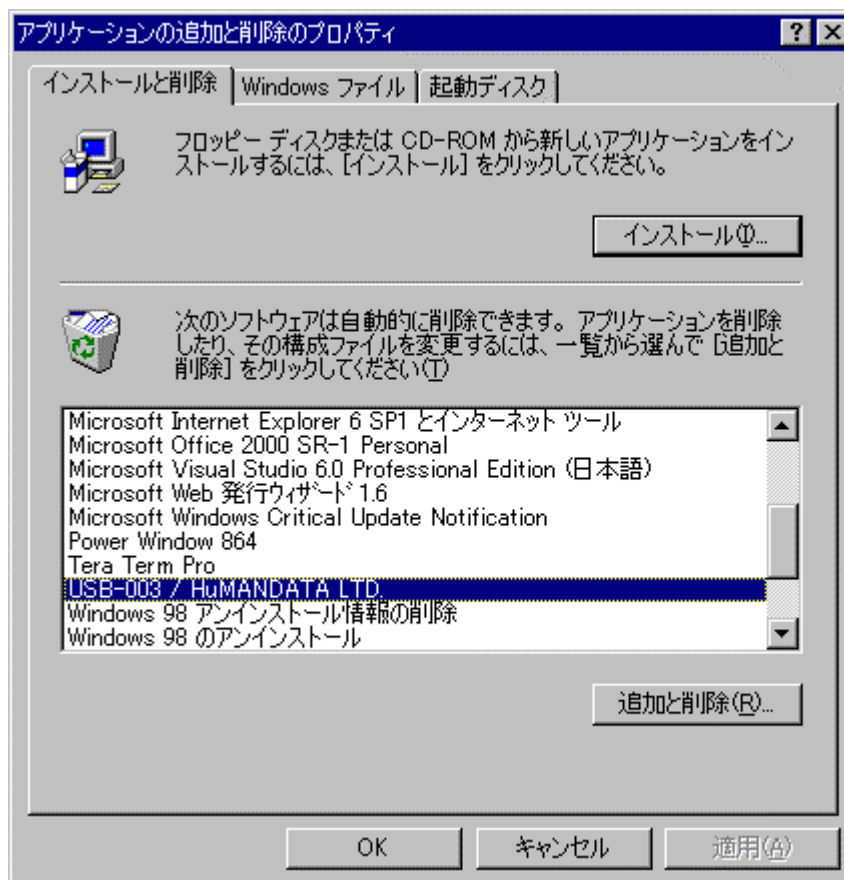 アプリケーションの追加と削除のプロパティ
インストールと削除
Windows ファイル
起動ディスク
フロッピー ディスクまたは CD-ROM から新しいアプリケーションをイン
ストールするには、[インストール] をクリックしてください。
インストール(I)...
次のソフトウェアは自動的に削除できます。アプリケーションを削除
したり、その構成ファイルを変更するには、一覧から選んで [追加と
削除] をクリックしてください(T)
Microsoft Internet Explorer 6 SP1 とインターネット ツール
Microsoft Office 2000 SR-1 Personal
Microsoft Visual Studio 6.0 Professional Edition (日本語)
Microsoft Web 発行ウィザード 1.6
Microsoft Windows Critical Update Notification
Power Window 864
Tera Term Pro
USB-003 / HuMANDATA LTD.
Windows 98 アンインストール情報の削除
Windows 98 のアンインストール
追加と削除(R)...
OK
キャンセル
適用(A)